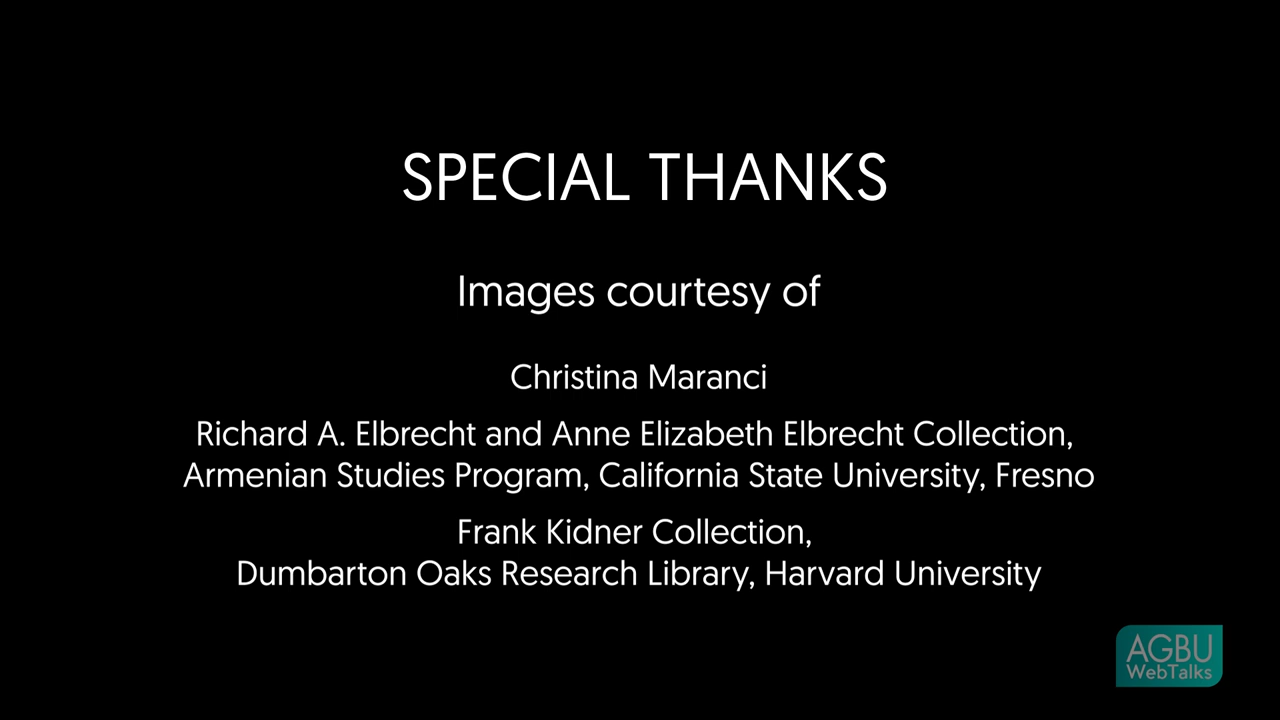 SPECIAL THANKS
Images courtesy of
Christina Maranci
Richard A. Elbrecht and Anne Elizabeth Elbrecht Collection,
Armenian Studies Program, California State University, Fresno
Frank Kidner Collection,
Dumbarton Oaks Research Library, Harvard University
AGBU
WebTalks